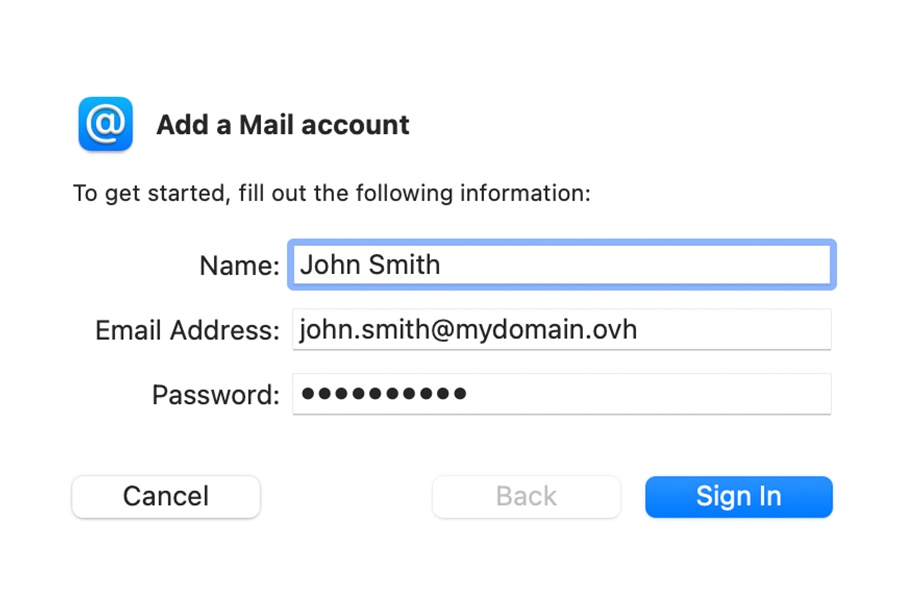 @ Add a Mail account
To get started, fill out the following information:
Name: John Smith
Email Address: john.smith@mydomain.ovh
Password: ••••••••••
Cancel Back Sign In